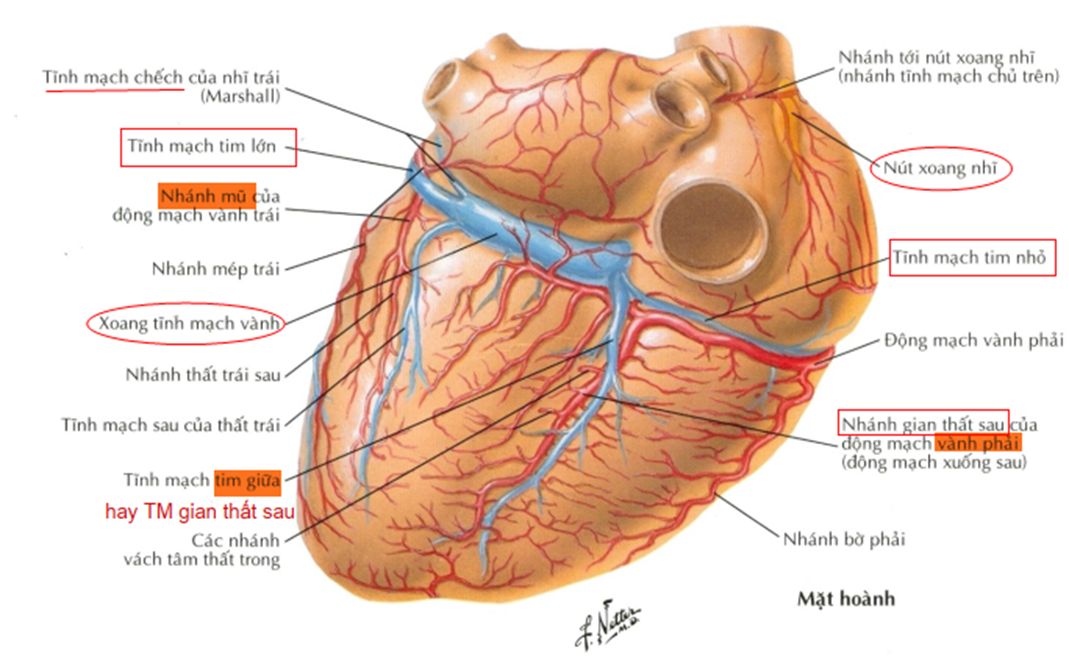 Tĩnh mạch chếch của nhĩ trái
(Marshall)
Tĩnh mạch tim lớn
Nhánh mũ của
động mạch vành trái
Nhánh mép trái
Xoang tĩnh mạch vành
Nhánh thất trái sau
Tĩnh mạch sau của thất trái
Tĩnh mạch tim giữa
hay TM gian thất sau
Các nhánh
vách tâm thất trong
Nhánh tới nút xoang nhĩ
(nhánh tĩnh mạch chủ trên)
Nút xoang nhĩ
Tĩnh mạch tim nhỏ
Động mạch vành phải
Nhánh gian thất sau của
động mạch vành phải
(động mạch xuống sau)
Nhánh bờ phải
Mặt hoành
F. Netter
M.D.